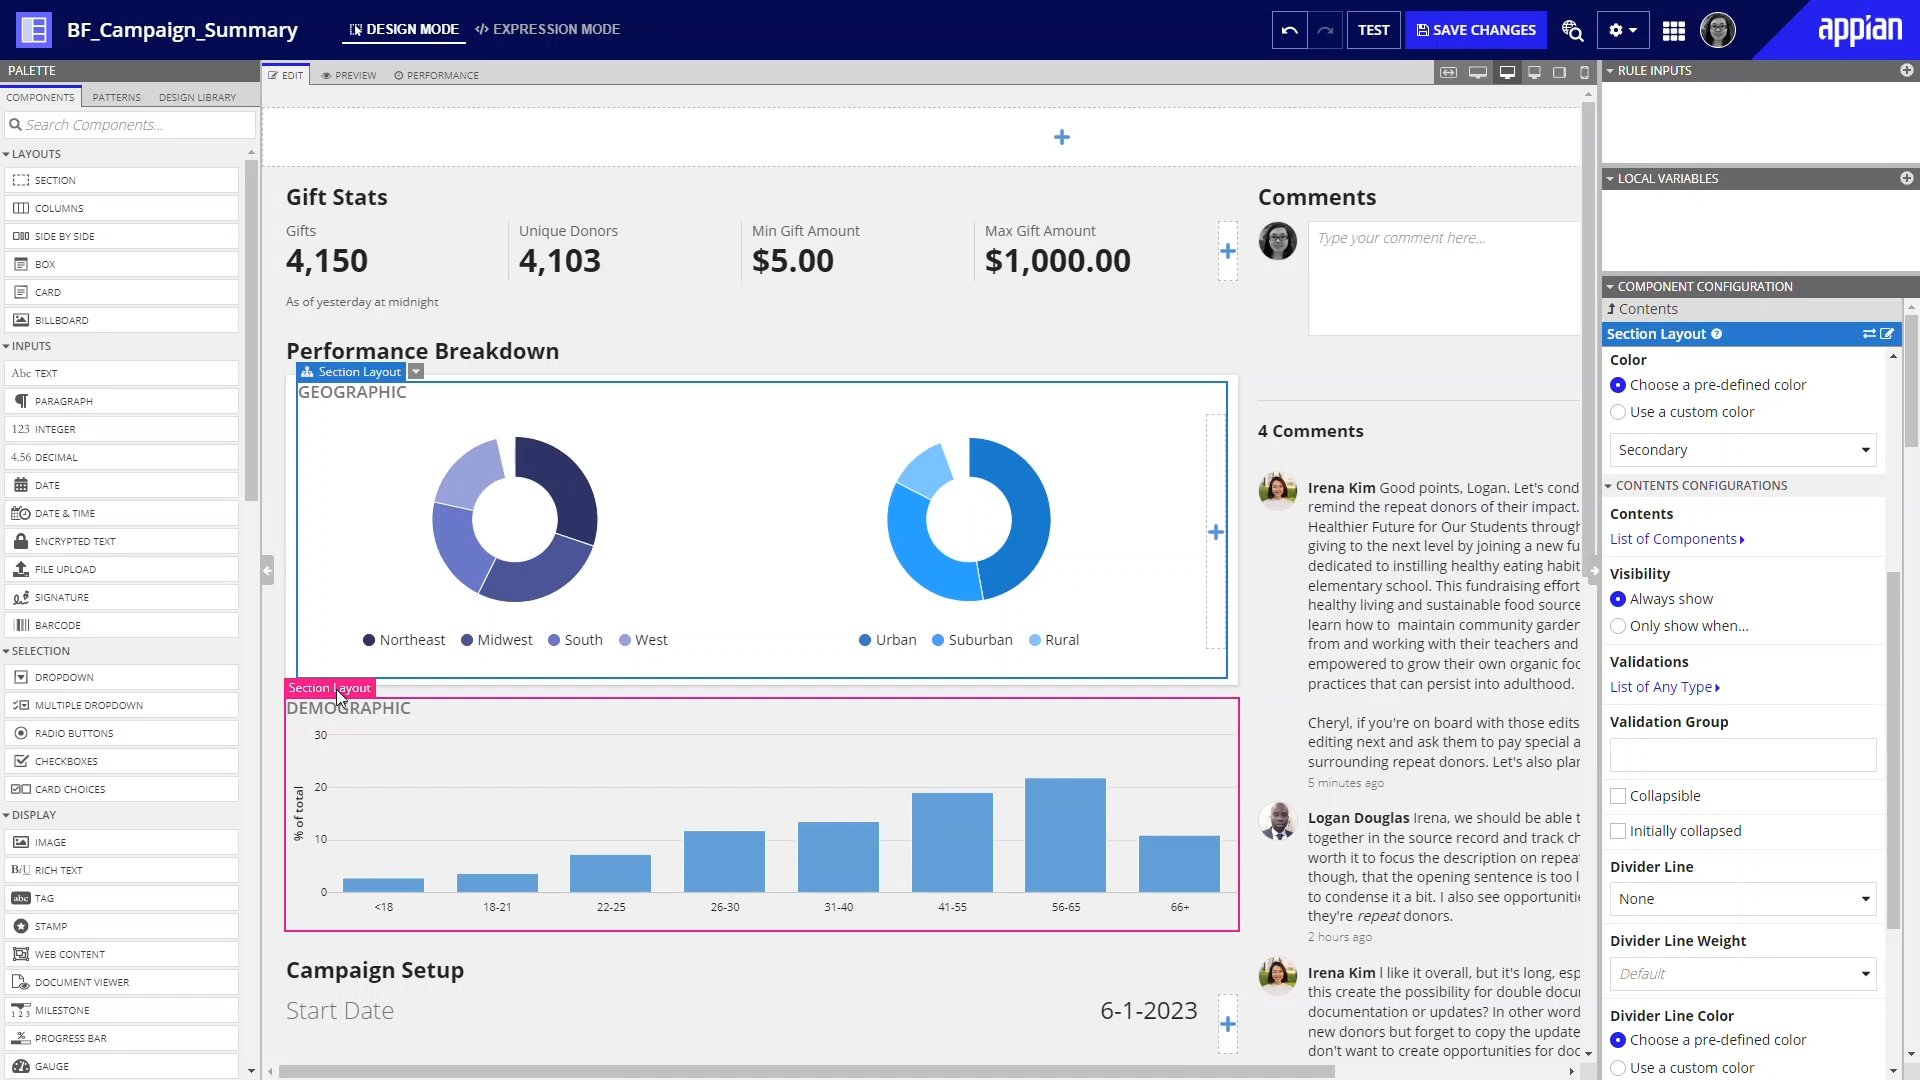 BF_Campaign_Summary
DESIGN MODE
EXPRESSION MODE
TEST
SAVE CHANGES
appian
PALETTE
COMPONENTS
PATTERNS
DESIGN LIBRARY
Search Components...
LAYOUTS
SECTION
COLUMNS
SIDE BY SIDE
BOX
CARD
BILLBOARD
INPUTS
Abc TEXT
PARAGRAPH
123 INTEGER
4.56 DECIMAL
DATE
DATE & TIME
ENCRYPTED TEXT
FILE UPLOAD
SIGNATURE
BARCODE
SELECTION
DROPDOWN
MULTIPLE DROPDOWN
RADIO BUTTONS
CHECKBOXES
CARD CHOICES
DISPLAY
IMAGE
B/U RICH TEXT
abc TAG
STAMP
WEB CONTENT
DOCUMENT VIEWER
1 2 3 MILESTONE
% PROGRESS BAR
GAUGE
EDIT
PREVIEW
PERFORMANCE
Gift Stats
Gifts
4,150
Unique Donors
4,103
Min Gift Amount
$5.00
Max Gift Amount
$1,000.00
As of yesterday at midnight
Performance Breakdown
Section Layout
GEOGRAPHIC
Northeast
Midwest
South
West
Urban
Suburban
Rural
Section Layout
DEMOGRAPHIC
% of total
30
20
10
0
<18
18-21
22-25
26-30
31-40
41-55
56-65
66+
Campaign Setup
Start Date
6-1-2023
Comments
Type your comment here...
4 Comments
Irena Kim Good points, Logan. Let's cond
remind the repeat donors of their impact.
Healthier Future for Our Students through
giving to the next level by joining a new fu
dedicated to instilling healthy eating habit
elementary school. This fundraising effort
healthy living and sustainable food source
learn how to maintain community garden
from and working with their teachers and
empowered to grow their own organic foo
practices that can persist into adulthood.
Cheryl, if you're on board with those edits
editing next and ask them to pay special a
surrounding repeat donors. Let's also plan
5 minutes ago
Logan Douglas Irena, we should be able t
together in the source record and track ch
worth it to focus the description on repea
though, that the opening sentence is too l
to condense it a bit. I also see opportuniti
they're repeat donors.
2 hours ago
Irena Kim I like it overall, but it's long, esp
this create the possibility for double docu
documentation or updates? In other word
new donors but forget to copy the update
don't want to create opportunities for doc
RULE INPUTS
LOCAL VARIABLES
COMPONENT CONFIGURATION
Contents
Section Layout
Color
Choose a pre-defined color
Use a custom color
Secondary
CONTENTS CONFIGURATIONS
Contents
List of Components
Visibility
Always show
Only show when...
Validations
List of Any Type
Validation Group
Collapsible
Initially collapsed
Divider Line
None
Divider Line Weight
Default
Divider Line Color
Choose a pre-defined color
Use a custom color